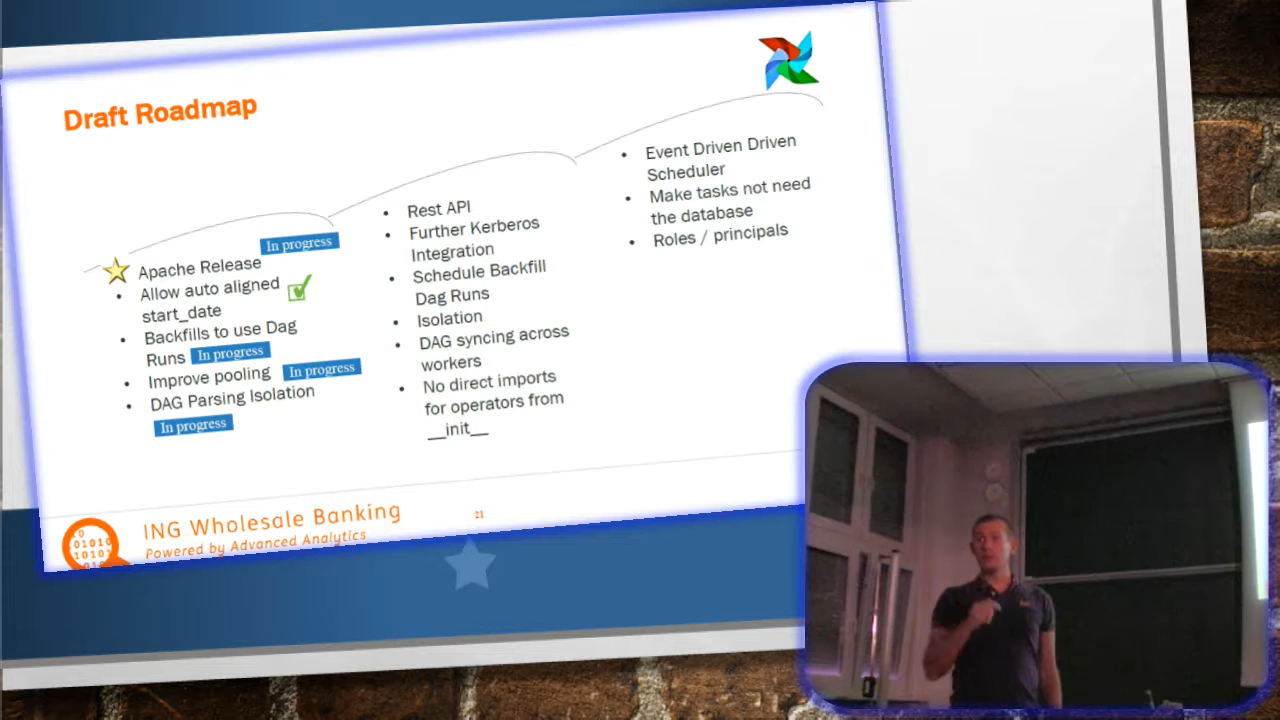 Draft Roadmap
In progress
Apache Release
Allow auto aligned
start_date
Backfills to use Dag
Runs In progress
Improve pooling In progress
DAG Parsing Isolation
In progress
Rest API
Further Kerberos
Integration
Schedule Backfill
Dag Runs
Isolation
DAG syncing across
workers
No direct imports
for operators from
__init__
Event Driven Driven
Scheduler
Make tasks not need
the database
Roles / principals
ING Wholesale Banking
Powered by Advanced Analytics
21